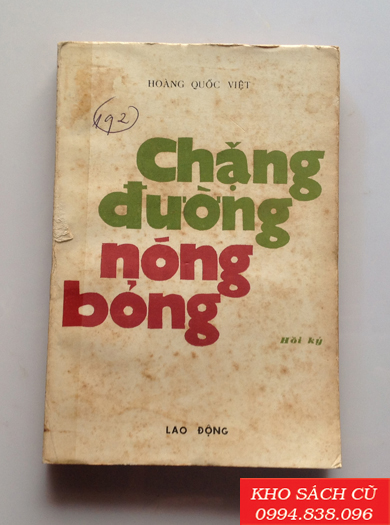 HOÀNG QUỐC VIỆT
192
Chặng
đường
nóng
bỏng
Hồi ký
LAO ĐỘNG
KHO SÁCH CŨ
0994.838.096